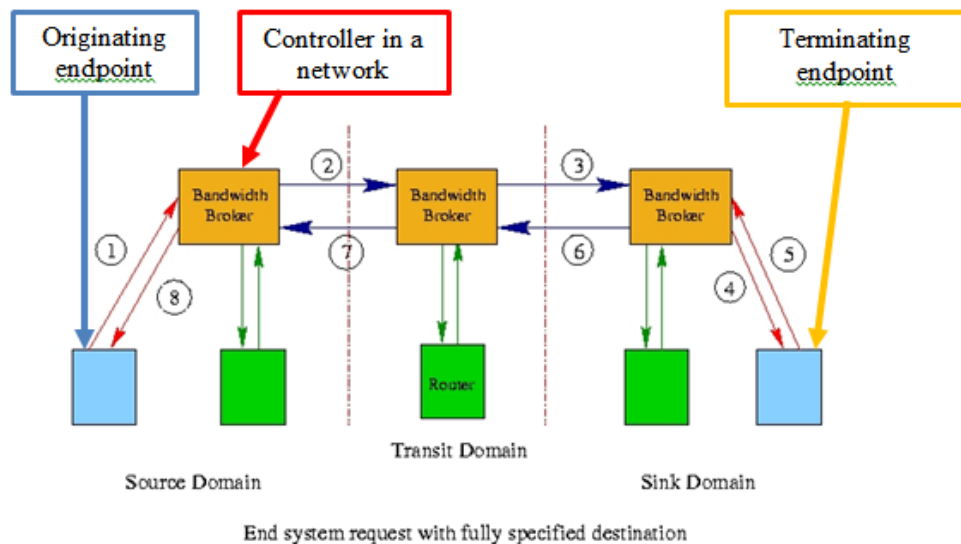 Originating
endpoint
Controller in a
network
Terminating
endpoint
2
3
Bandwidth
Broker
Bandwidth
Broker
Bandwidth
Broker
1
7
6
5
8
4
Router
Transit Domain
Source Domain
Sink Domain
End system request with fully specified destination